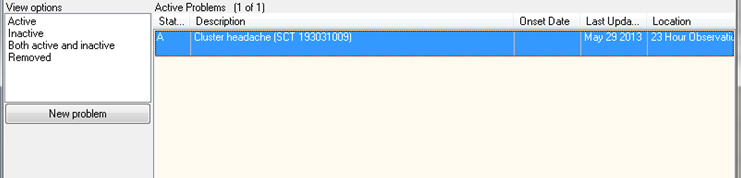 View options
Active
Inactive
Both active and inactive
Removed
New problem
Active Problems (1 of 1)
Stat... Description Onset Date Last Upda... Location
A Cluster headache (SCT 193031009) May 29 2013 23 Hour Observatio